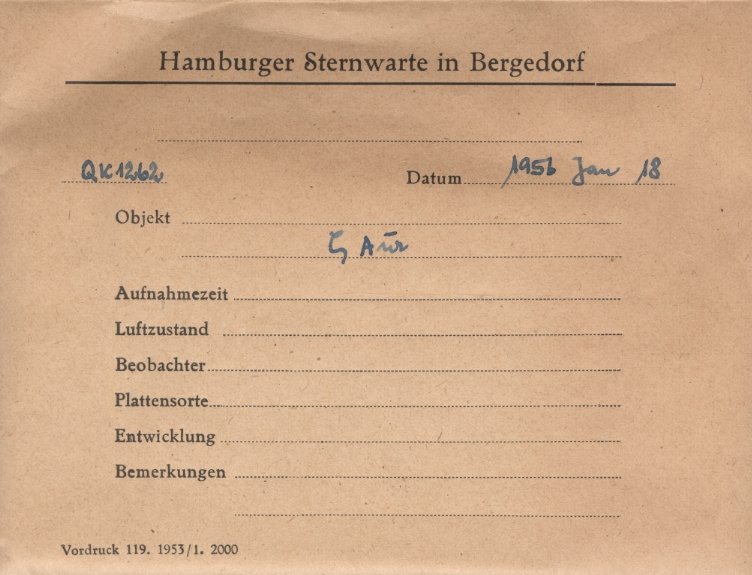 Hamburger Sternwarte in Bergedorf
QK1262 Datum 1956 Jan 18
Objekt
ζ Aur
Aufnahmezeit
Luftzustand
Beobachter
Plattensorte
Entwicklung
Bemerkungen
Vordruck 119. 1953/1. 2000